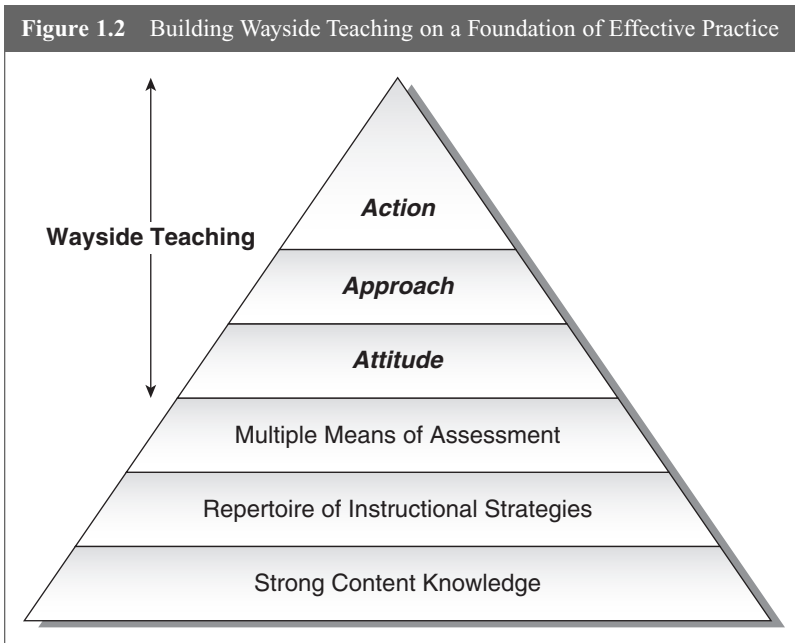 Figure 1.2 Building Wayside Teaching on a Foundation of Effective Practice
Action
Wayside Teaching
Approach
Attitude
Multiple Means of Assessment
Repertoire of Instructional Strategies
Strong Content Knowledge